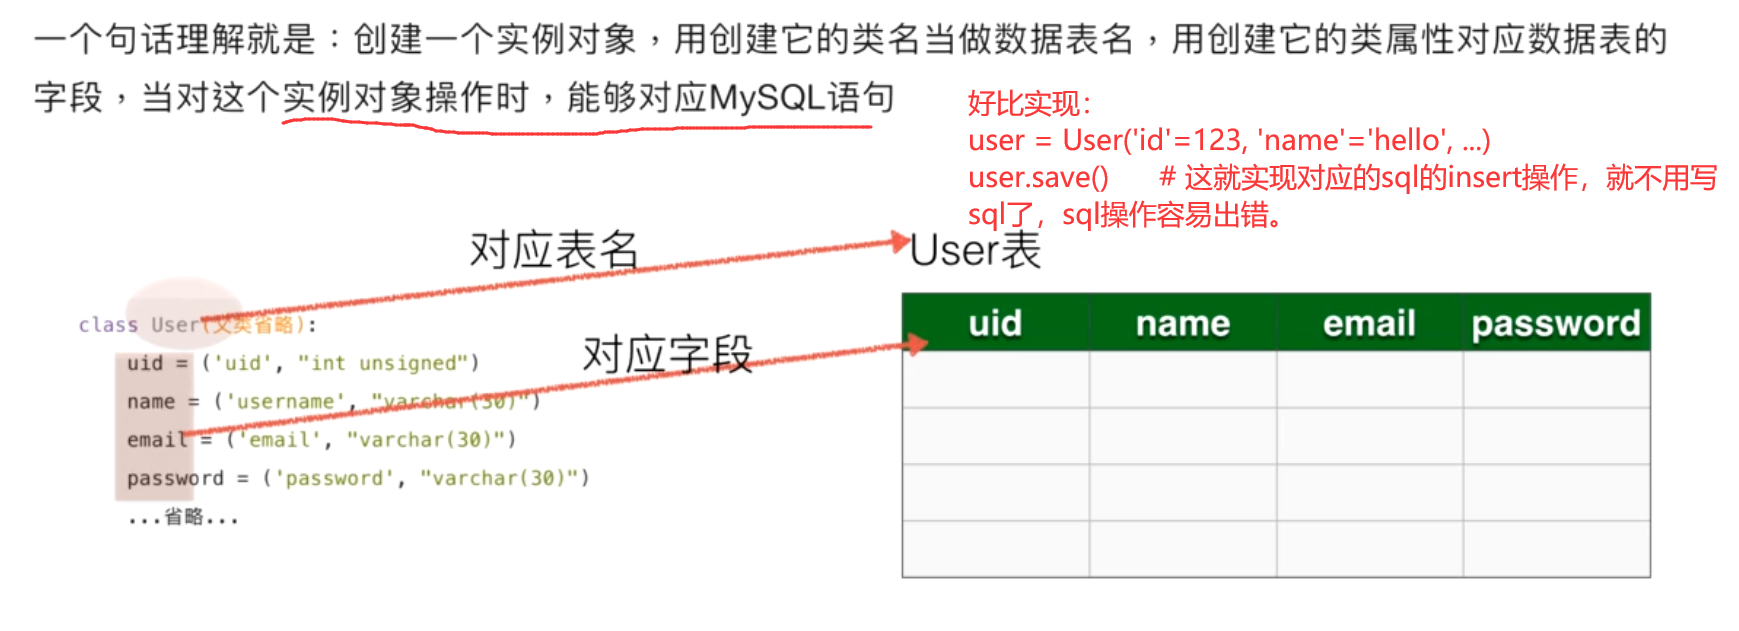 一个句话理解就是：创建一个实例对象，用创建它的类名当做数据表名，用创建它的类属性对应数据表的
字段，当对这个实例对象操作时，能够对应MySQL语句
好比实现：
user = User('id'=123, 'name'='hello', ...)
user.save() # 这就实现对应的sql的insert操作，就不用写
sql了，sql操作容易出错。
对应表名
User表
class User(父类省略):
uid = ('uid', "int unsigned")
name = ('username', "varchar(30)")
email = ('email', "varchar(30)")
password = ('password', "varchar(30)")
...省略...
对应字段
uid name email password